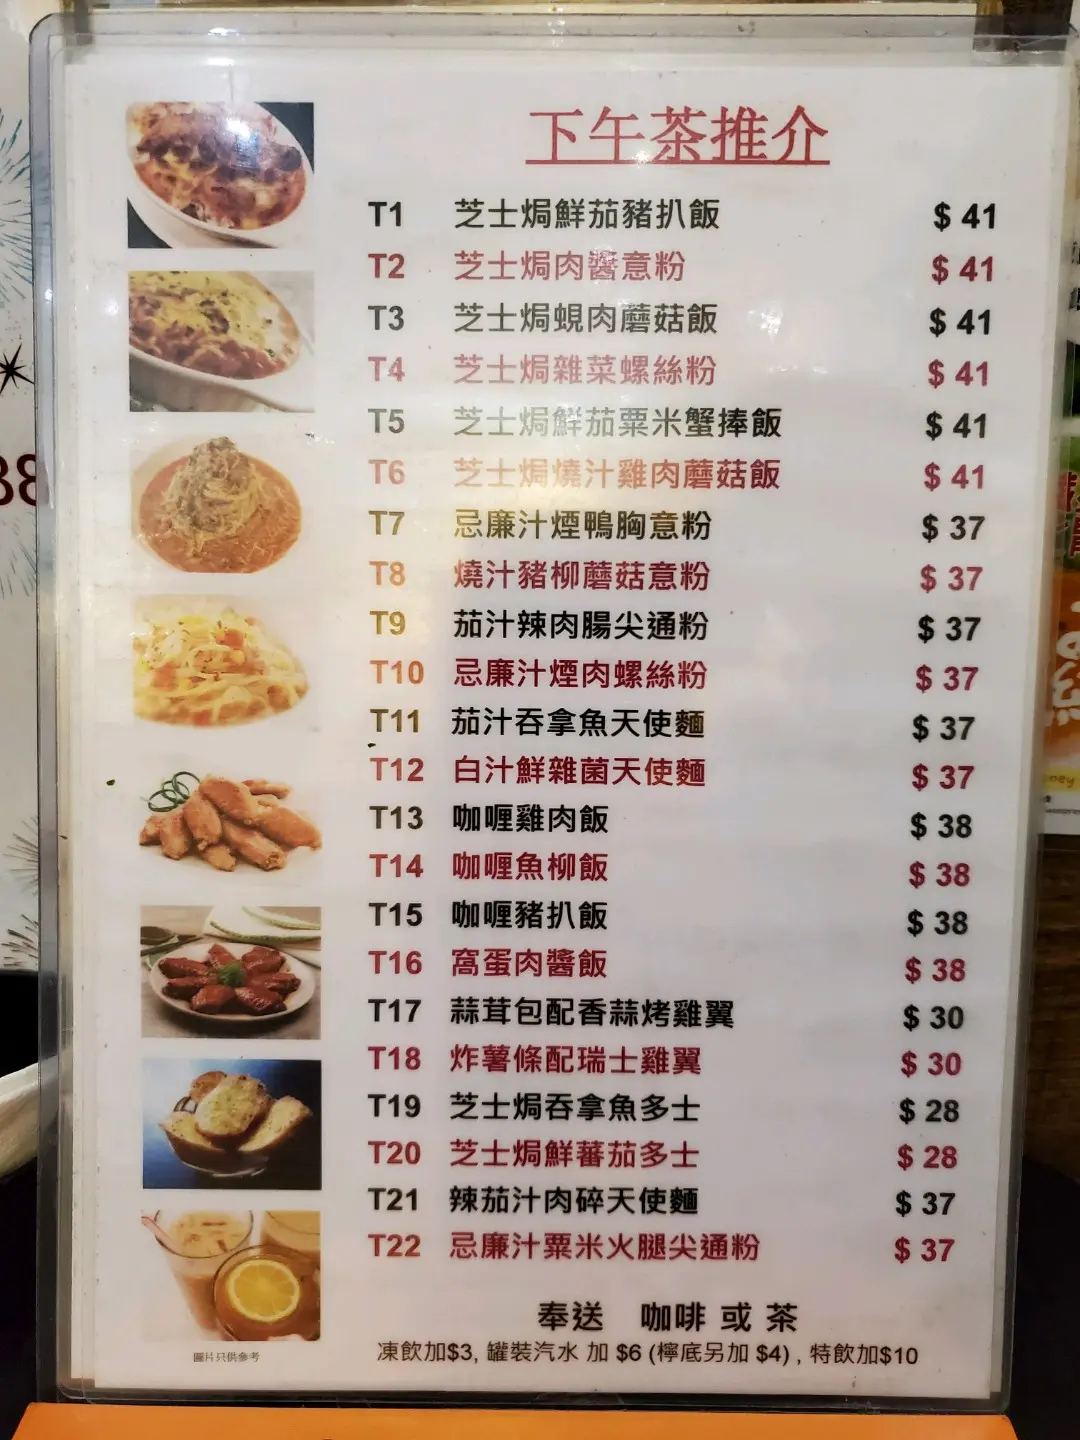 下午茶推介
T1 芝士焗鮮茄豬扒飯 $ 41
T2 芝士焗肉醬意粉 $ 41
T3 芝士焗蜆肉蘑菇飯 $ 41
T4 芝士焗雜菜螺絲粉 $ 41
T5 芝士焗鮮茄粟米蟹捧飯 $ 41
T6 芝士焗燒汁雞肉蘑菇飯 $ 41
T7 忌廉汁煙鴨胸意粉 $ 37
T8 燒汁豬柳蘑菇意粉 $ 37
T9 茄汁辣肉腸尖通粉 $ 37
T10 忌廉汁煙肉螺絲粉 $ 37
T11 茄汁吞拿魚天使麵 $ 37
T12 白汁鮮雜菌天使麵 $ 37
T13 咖喱雞肉飯 $ 38
T14 咖喱魚柳飯 $ 38
T15 咖喱豬扒飯 $ 38
T16 窩蛋肉醬飯 $ 38
T17 蒜茸包配香蒜烤雞翼 $ 30
T18 炸薯條配瑞士雞翼 $ 30
T19 芝士焗吞拿魚多士 $ 28
T20 芝士焗鮮蕃茄多士 $ 28
T21 辣茄汁肉碎天使麵 $ 37
T22 忌廉汁粟米火腿尖通粉 $ 37
奉送 咖啡 或 茶
凍飲加$3, 罐裝汽水 加 $6 (檸底另加 $4) , 特飲加$10
圖片只供參考